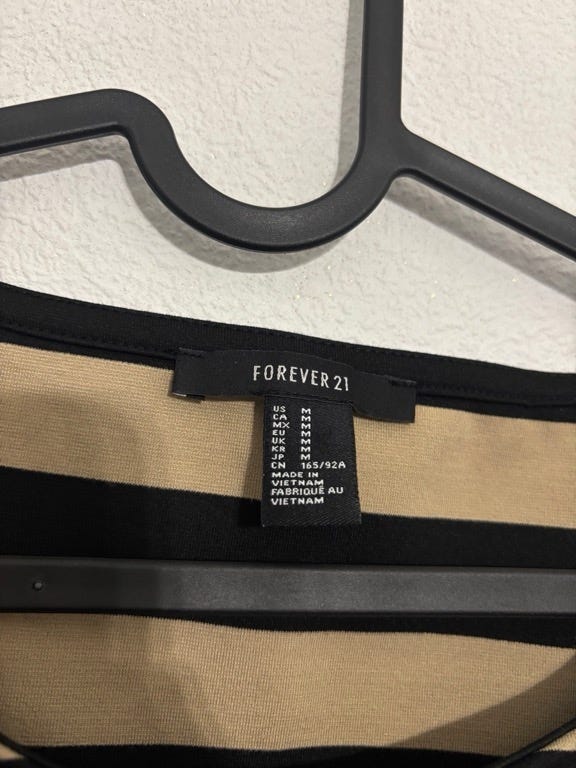 FOREVER 21
US M
CA M
MX M
EU M
UK M
KR M
JP M
CN 165/92A
MADE IN
VIETNAM
FABRIQUÉ AU
VIETNAM